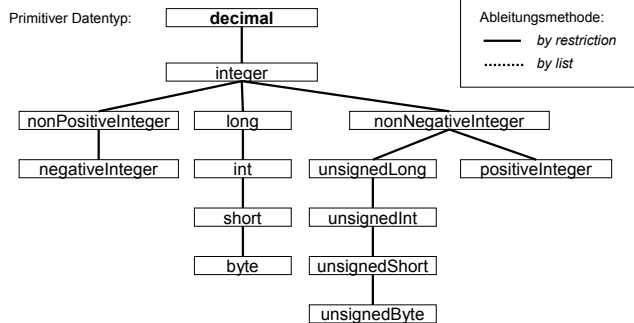 Primitiver Datentyp:
decimal
Ableitungsmethode:
by restriction
by list
integer
nonPositiveInteger
long
nonNegativeInteger
negativeInteger
int
unsignedLong
positiveInteger
short
unsignedInt
byte
unsignedShort
unsignedByte